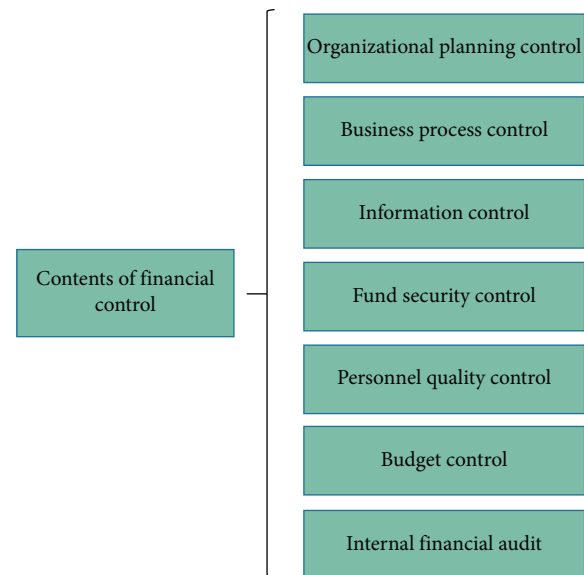 Organizational planning control
Business process control
Information control
Contents of financial
control
Fund security control
Personnel quality control
Budget control
Internal financial audit